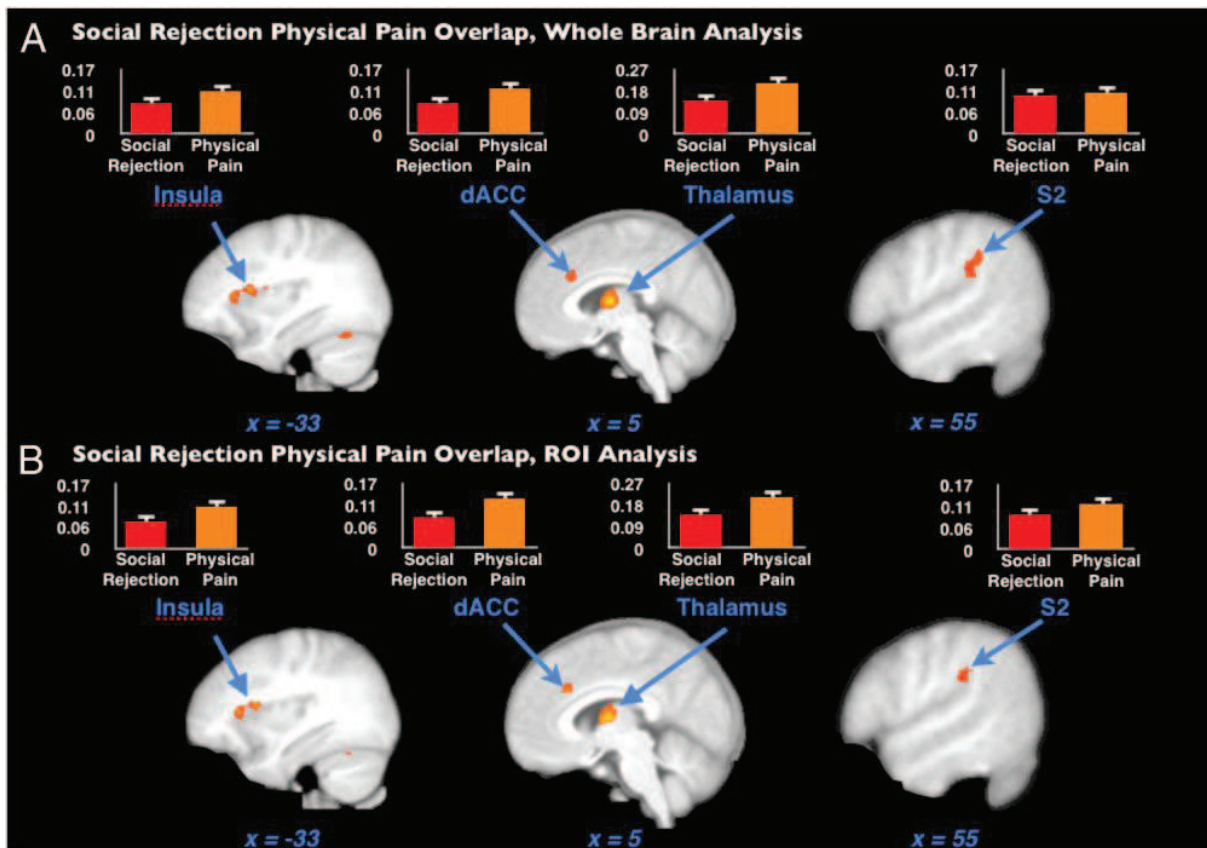 A Social Rejection Physical Pain Overlap, Whole Brain Analysis
0.17 0.17 0.27 0.17
0.11 0.11 0.18 0.11
0.06 0.06 0.09 0.06
0 0 0 0
Social Physical Social Physical Social Physical Social Physical
Rejection Pain Rejection Pain Rejection Pain Rejection Pain
Insula dACC Thalamus S2
x = -33 x = 5 x = 55
B Social Rejection Physical Pain Overlap, ROI Analysis
0.17 0.17 0.27 0.17
0.11 0.11 0.18 0.11
0.06 0.06 0.09 0.06
0 0 0 0
Social Physical Social Physical Social Physical Social Physical
Rejection Pain Rejection Pain Rejection Pain Rejection Pain
Insula dACC Thalamus S2
x = -33 x = 5 x = 55